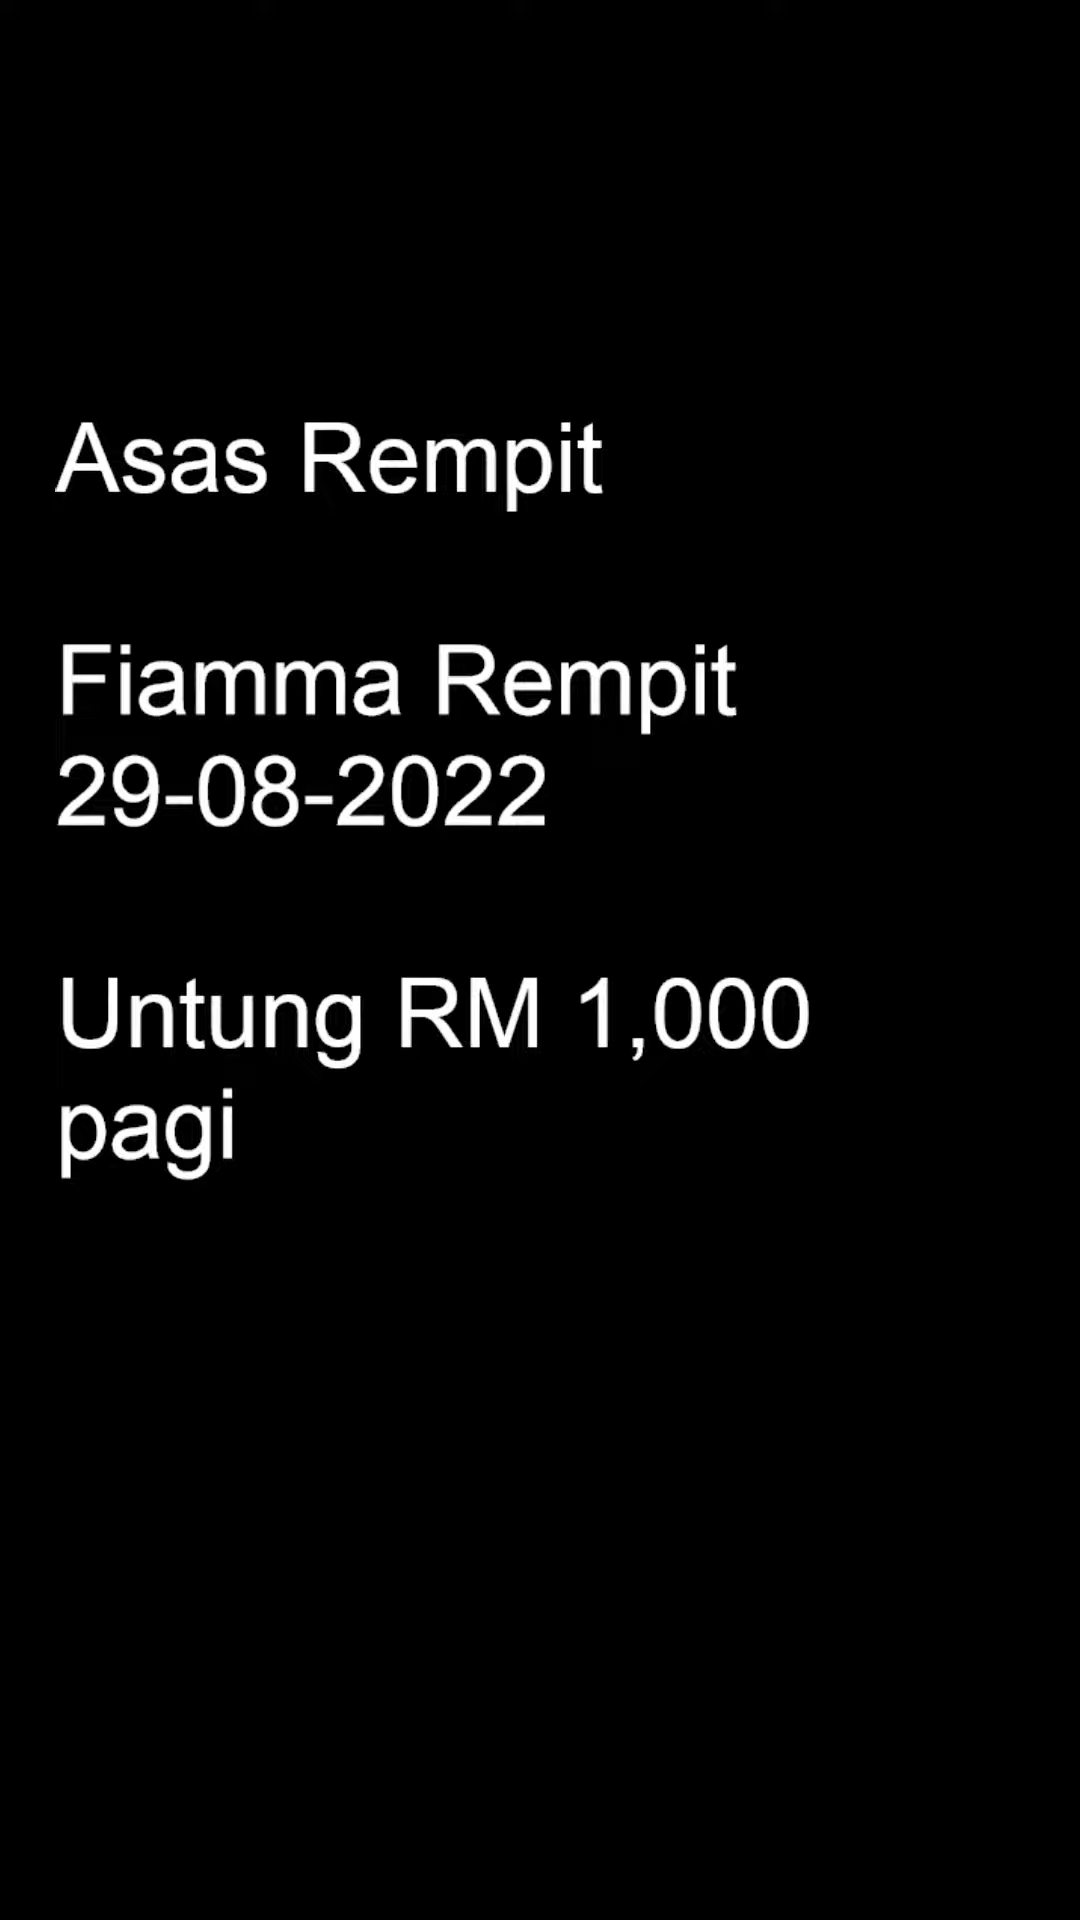 Asas Rempit
Fiamma Rempit
29-08-2022
Untung RM 1,000
pagi